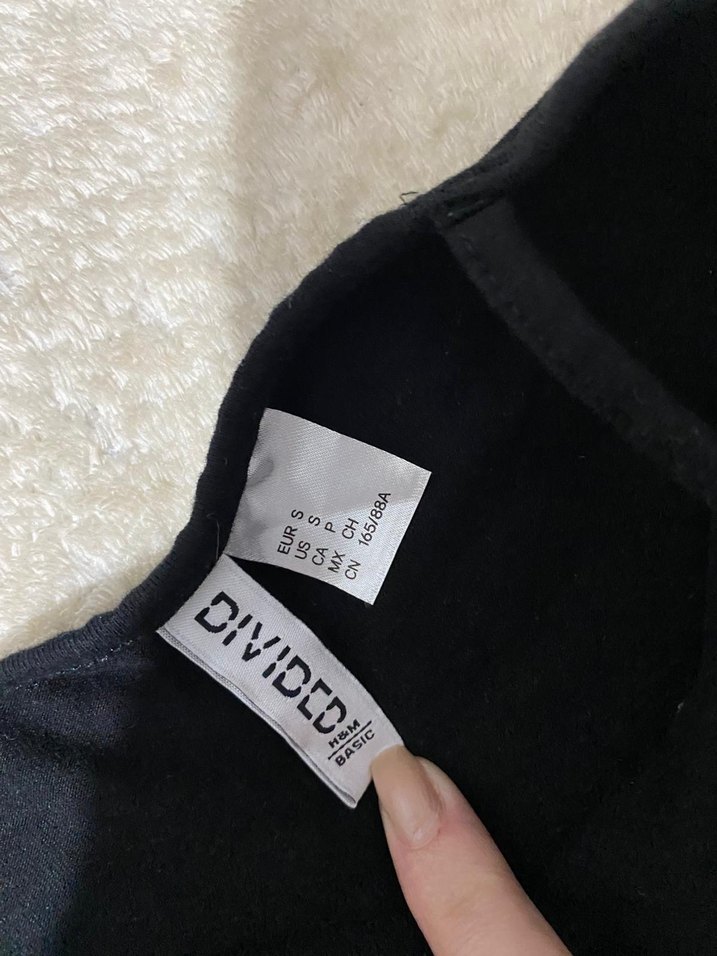 EUR S
US S
CA P
MX CH
CN 165/88A
DIVIDED
H&M
BASIC